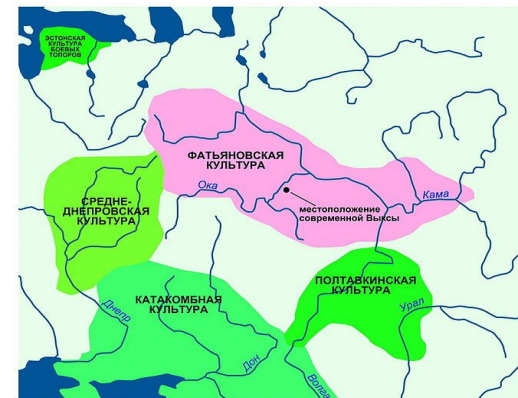 ЭСТОНСКАЯ
КУЛЬТУРА
БОЕВЫХ
ТОПОРОВ
ФАТЬЯНОВСКАЯ
КУЛЬТУРА
Ока
Кама
СРЕДНЕ-
ДНЕПРОВСКАЯ
КУЛЬТУРА
местоположение
современной Выксы
ПОЛТАВКИНСКАЯ
КУЛЬТУРА
КАТАКОМБНАЯ
КУЛЬТУРА
Днепр
Урал
Дон
Волга